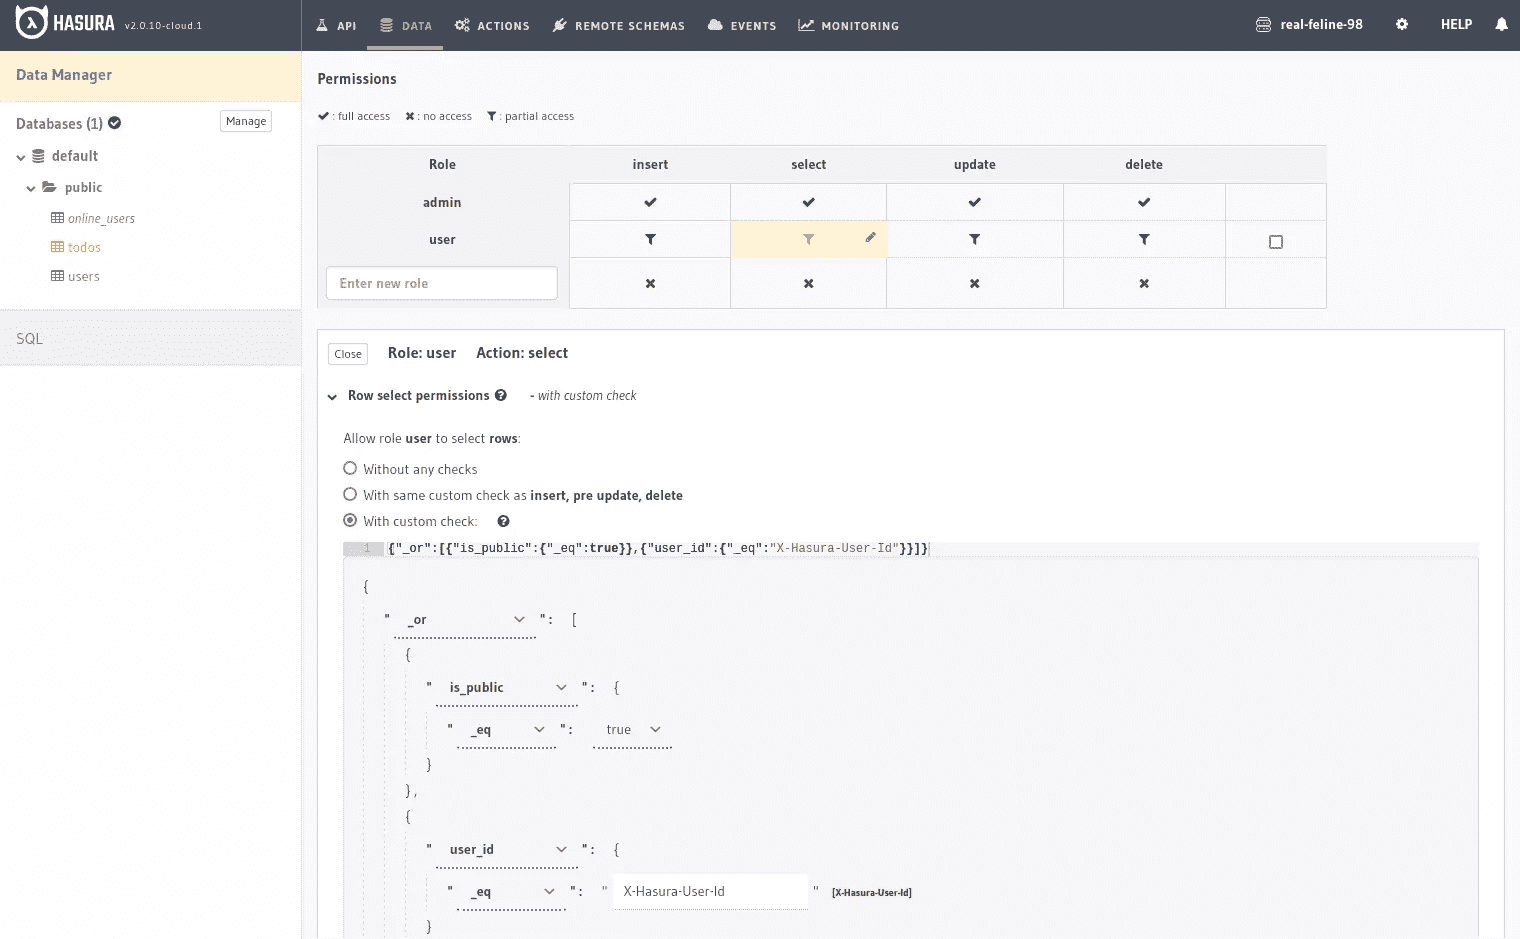 HASURA v2.0.10-cloud.1 API DATA ACTIONS REMOTE SCHEMAS EVENTS MONITORING real-feline-98 HELP
Data Manager
Databases (1) Manage
default
public
online_users
todos
users
SQL
Permissions
: full access : no access : partial access
Role insert select update delete
admin
user
Enter new role
Close Role: user Action: select
Row select permissions - with custom check
Allow role user to select rows:
Without any checks
With same custom check as insert, pre update, delete
With custom check:
1 {"_or":[{"is_public":{"_eq":true}},{"user_id":{"_eq":"X-Hasura-User-Id"}}]}
{
" _or ": [
{
" is_public ": {
" _eq ": true
}
},
{
" user_id ": {
" _eq ": " X-Hasura-User-Id " [X-Hasura-User-Id]
}